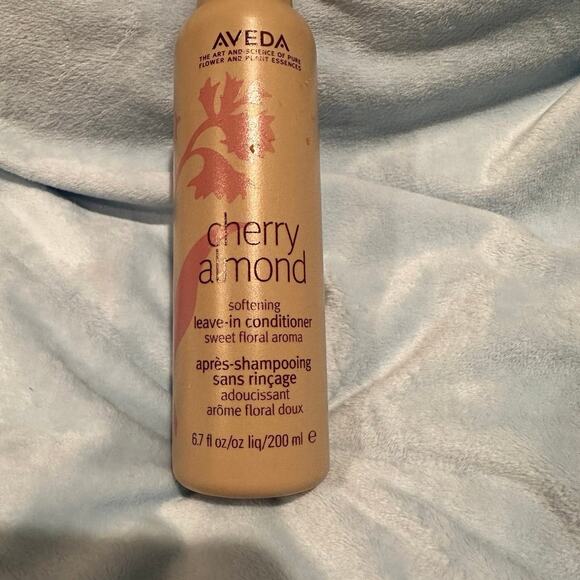 AVEDA
THE ART AND SCIENCE OF PURE
FLOWER AND PLANT ESSENCES
cherry
almond
softening
leave-in conditioner
sweet floral aroma
après-shampooing
sans rinçage
adoucissant
arôme floral doux
6.7 fl oz/oz liq/200 ml e